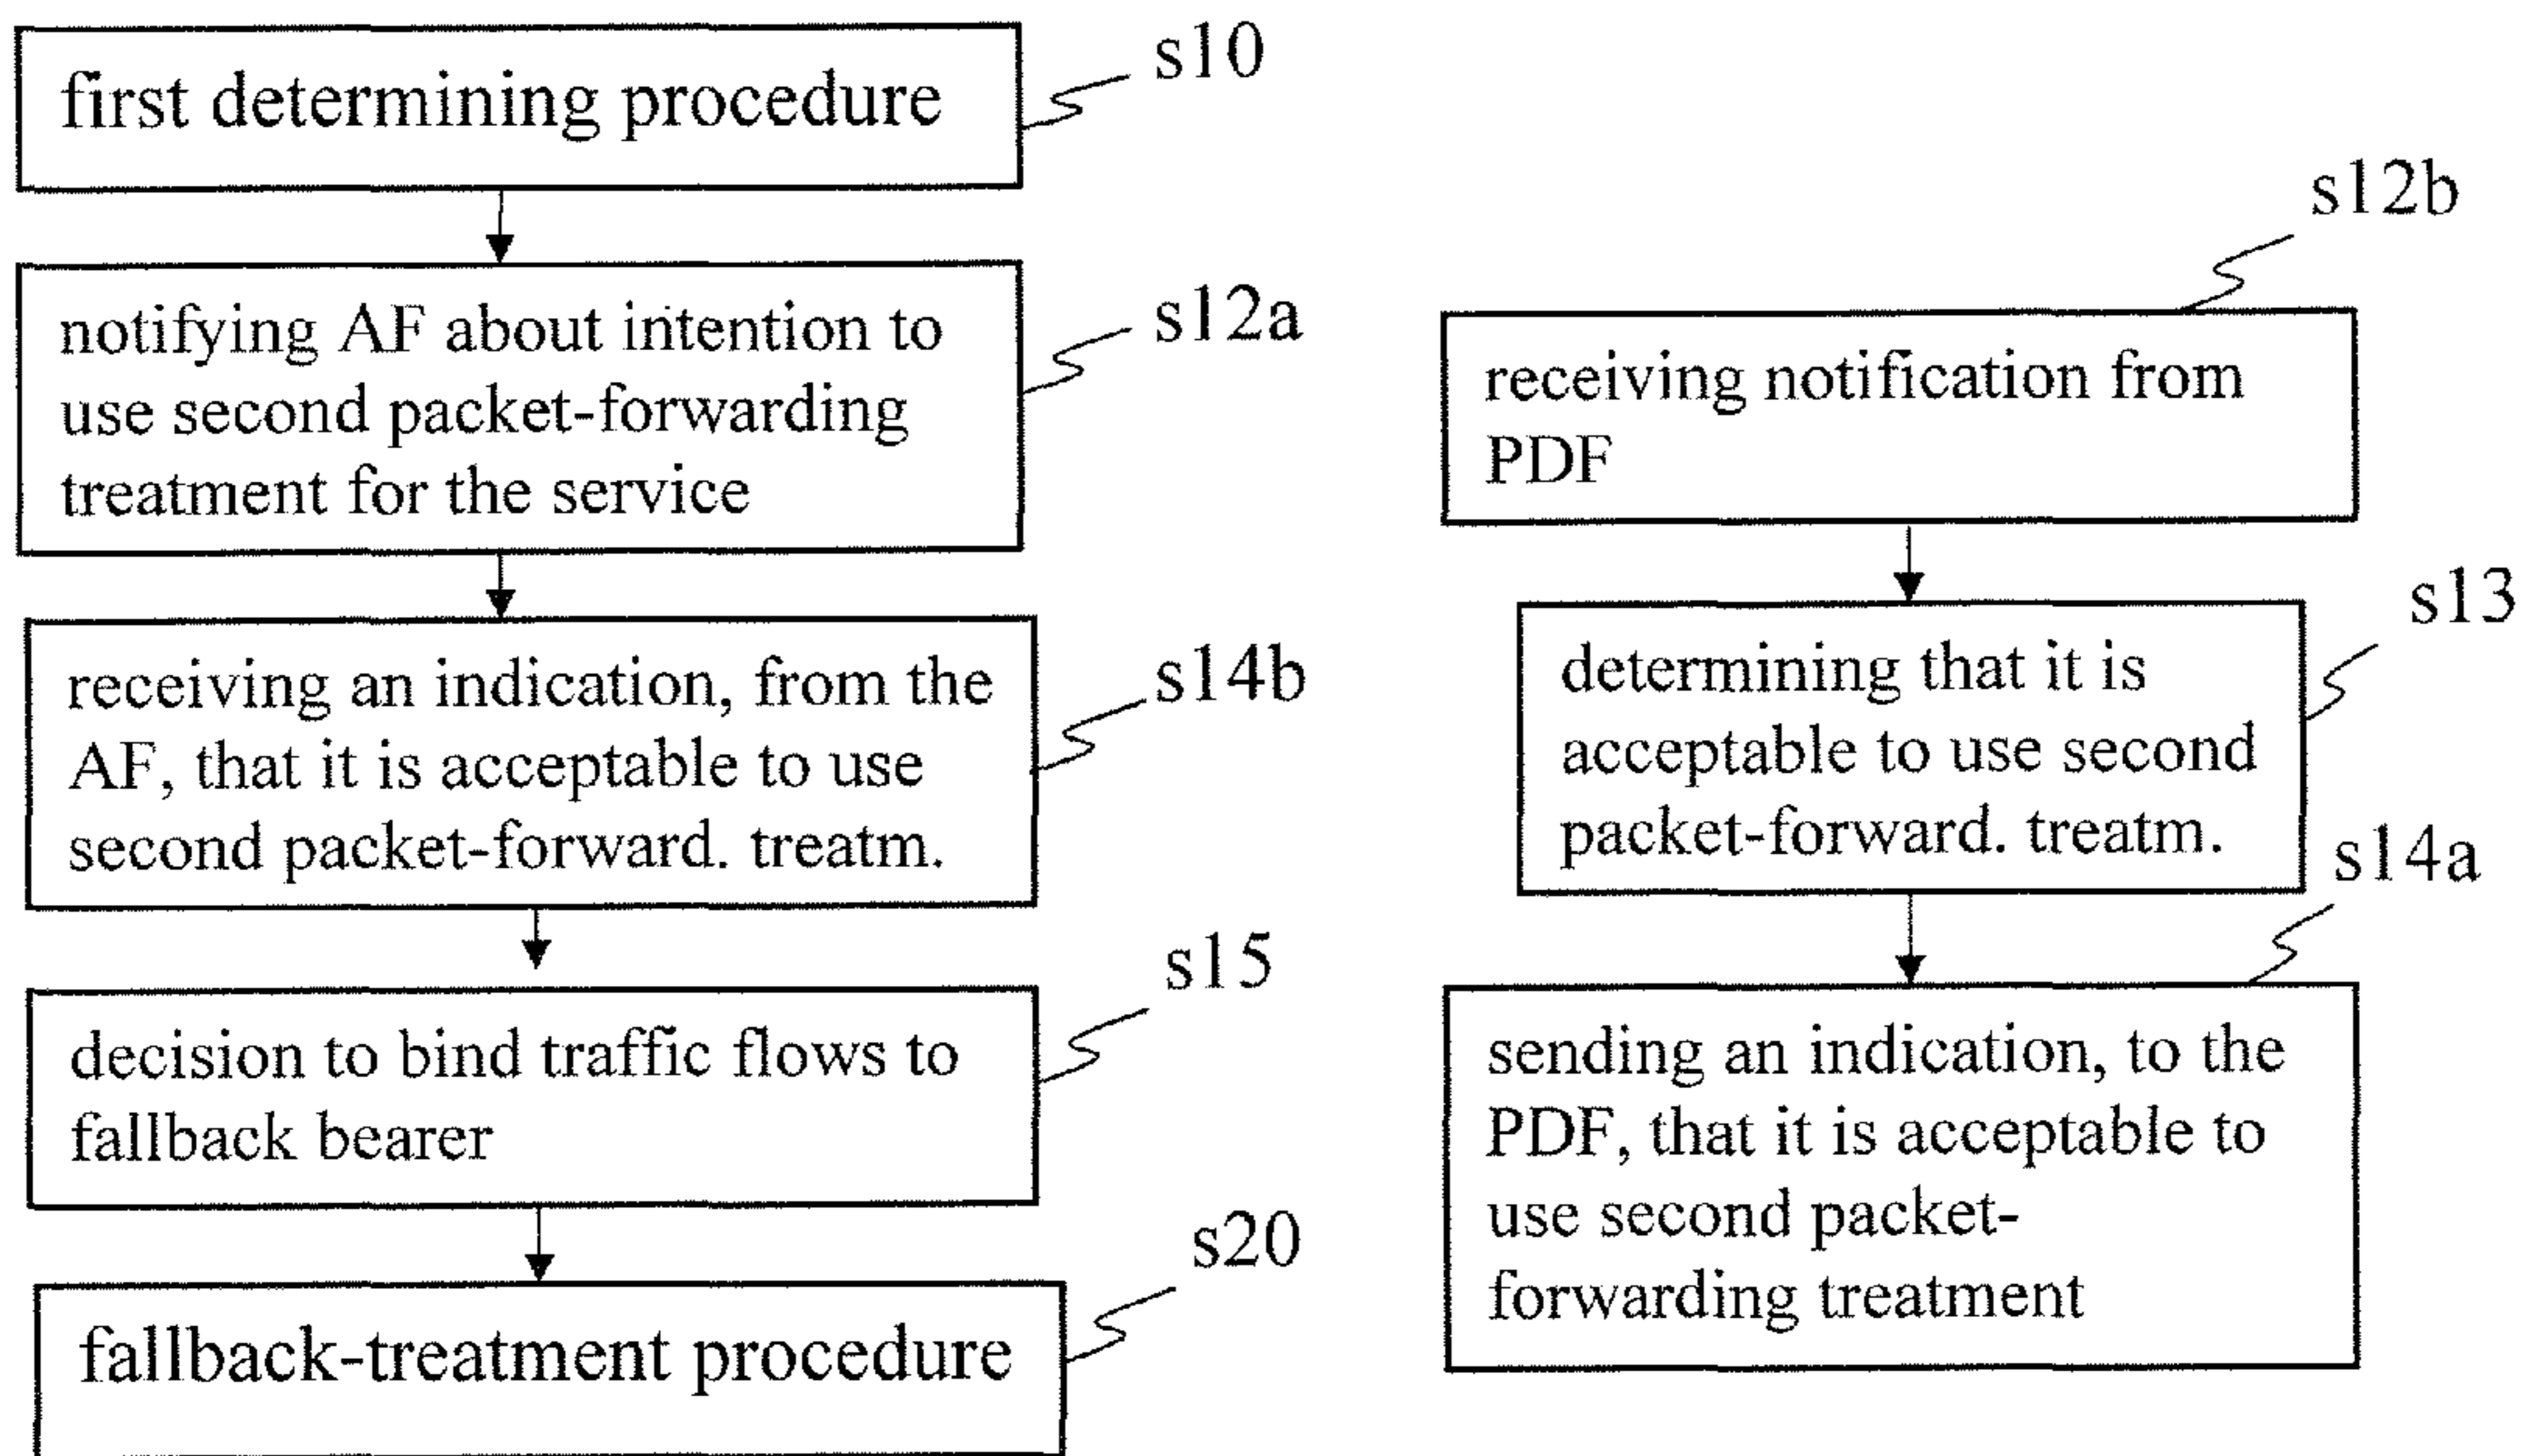 first determining procedure
s10
notifying AF about intention to
use second packet-forwarding
treatment for the service
s12a
receiving an indication, from the
AF, that it is acceptable to use
second packet-forward. treatm.
s14b
decision to bind traffic flows to
fallback bearer
s15
fallback-treatment procedure
s20
s12b
receiving notification from
PDF
s13
determining that it is
acceptable to use second
packet-forward. treatm.
s14a
sending an indication, to the
PDF, that it is acceptable to
use second packet-
forwarding treatment